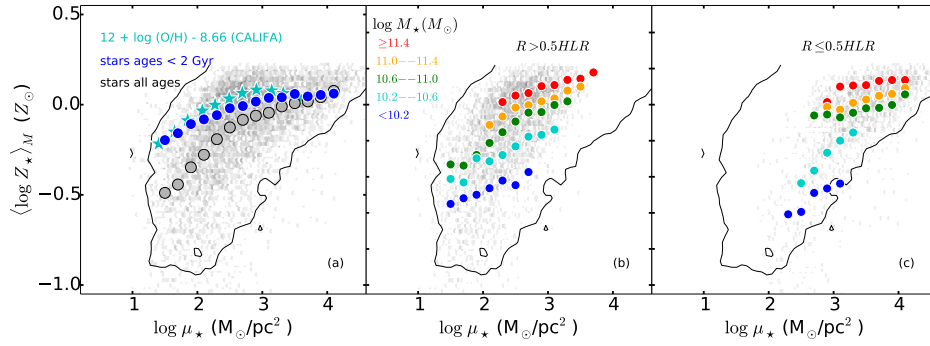 0.5
0.0
−0.5
−1.0
⟨log Z⋆⟩M (Z⊙)
12 + log (O/H) - 8.66 (CALIFA)
stars ages < 2 Gyr
stars all ages
(a)
1 2 3 4
log μ⋆ (M⊙/pc²)
log M⋆(M⊙)
≥11.4
11.0−−11.4
10.6−−11.0
10.2−−10.6
<10.2
R>0.5HLR
(b)
1 2 3 4
log μ⋆ (M⊙/pc²)
R≤0.5HLR
(c)
1 2 3 4
log μ⋆ (M⊙/pc²)